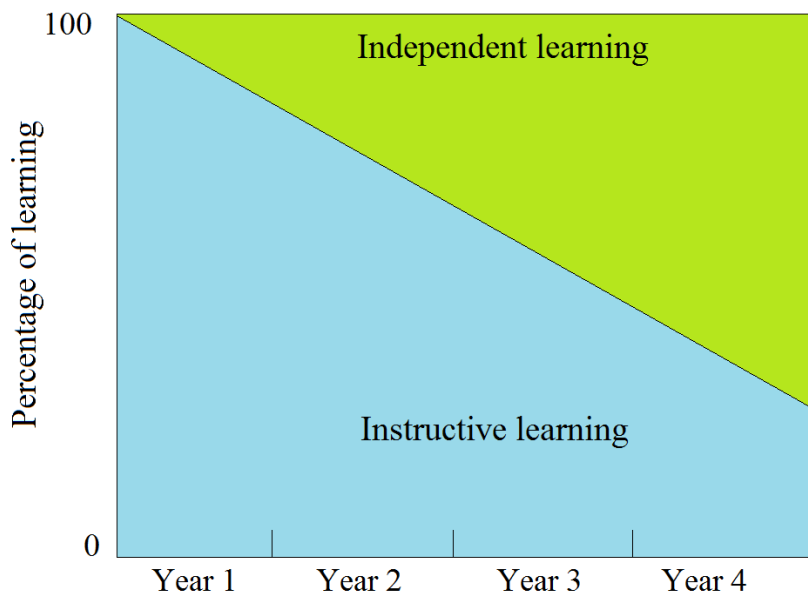 100
Independent learning
Percentage of learning
Instructive learning
0
Year 1
Year 2
Year 3
Year 4